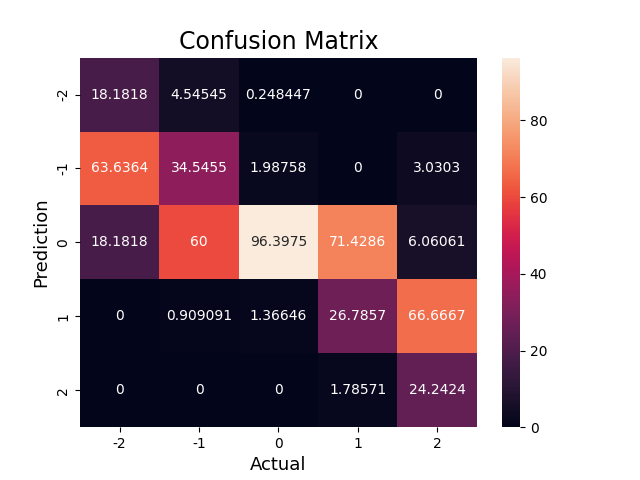 Confusion Matrix
-2 18.1818 4.54545 0.248447 0 0
-1 63.6364 34.5455 1.98758 0 3.0303
0 18.1818 60 96.3975 71.4286 6.06061
1 0 0.909091 1.36646 26.7857 66.6667
2 0 0 0 1.78571 24.2424
-2 -1 0 1 2
Prediction
Actual
80
60
40
20
0